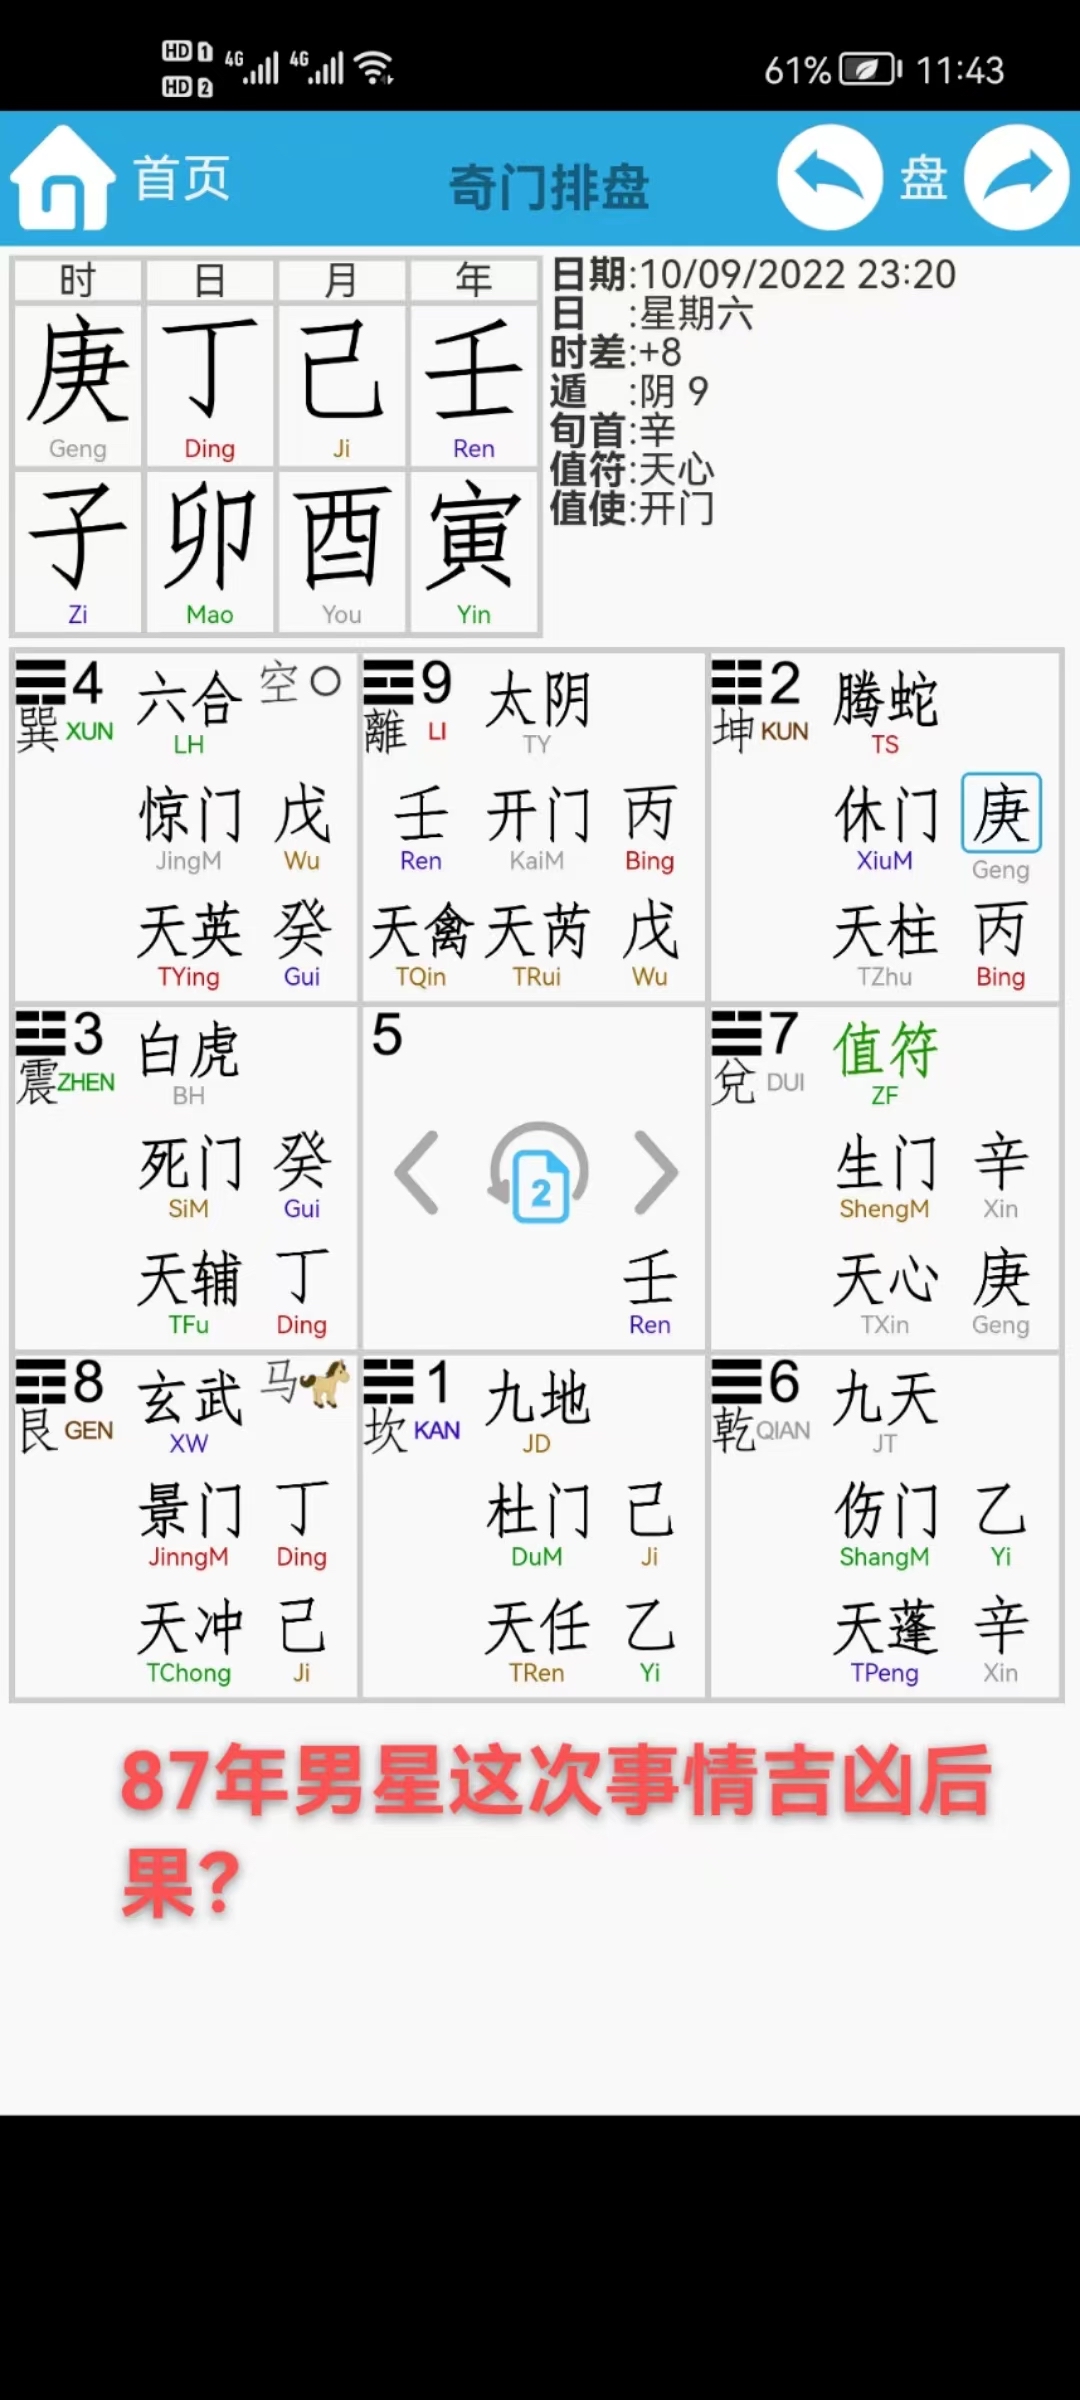 HD 1 4G 4G 61% 11:43
HD 2
首页 奇门排盘 盘
时 日 月 年
庚 丁 己 壬
Geng Ding Ji Ren
子 卯 酉 寅
Zi Mao You Yin
日期:10/09/2022 23:20
日 :星期六
时差:+8
遁 :阴 9
旬首:辛
值符:天心
值使:开门
4 六合 空
巽 XUN LH
惊门 戊
JingM Wu
天英 癸
TYing Gui
9 太阴
離 LI TY
壬 开门 丙
Ren KaiM Bing
天禽 天芮 戊
TQin TRui Wu
2 腾蛇
坤 KUN TS
休门 庚
XiuM Geng
天柱 丙
TZhu Bing
3 白虎
震 ZHEN BH
死门 癸
SiM Gui
天辅 丁
TFu Ding
5
2
壬
Ren
7 值符
兌 DUI ZF
生门 辛
ShengM Xin
天心 庚
TXin Geng
8 玄武 马
艮 GEN XW
景门 丁
JinngM Ding
天冲 己
TChong Ji
1 九地
坎 KAN JD
杜门 己
DuM Ji
天任 乙
TRen Yi
6 九天
乾 QIAN JT
伤门 乙
ShangM Yi
天蓬 辛
TPeng Xin
87年男星这次事情吉凶后
果？